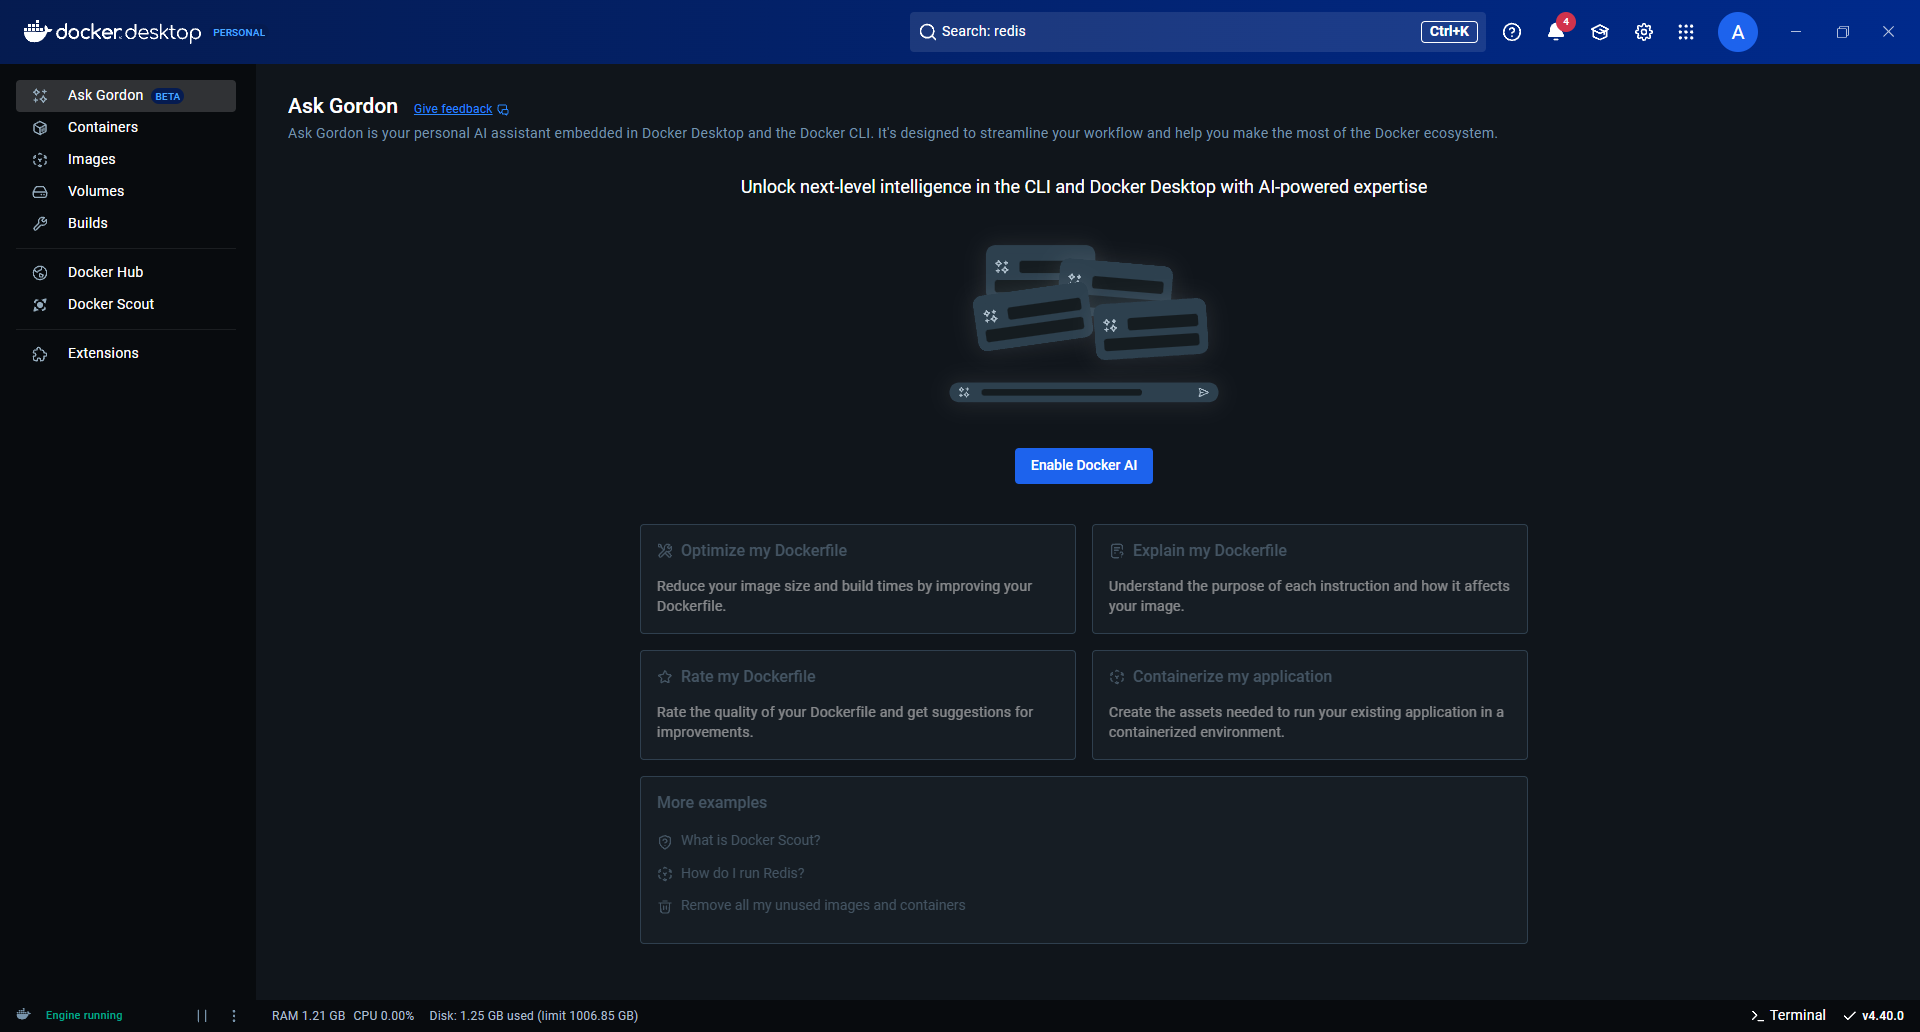 docker.desktop PERSONAL
Search: redis
Ctrl+K
4
A
Ask Gordon BETA
Containers
Images
Volumes
Builds
Docker Hub
Docker Scout
Extensions
Ask Gordon Give feedback
Ask Gordon is your personal AI assistant embedded in Docker Desktop and the Docker CLI. It's designed to streamline your workflow and help you make the most of the Docker ecosystem.
Unlock next-level intelligence in the CLI and Docker Desktop with AI-powered expertise
Enable Docker AI
Optimize my Dockerfile
Reduce your image size and build times by improving your
Dockerfile.
Explain my Dockerfile
Understand the purpose of each instruction and how it affects
your image.
Rate my Dockerfile
Rate the quality of your Dockerfile and get suggestions for
improvements.
Containerize my application
Create the assets needed to run your existing application in a
containerized environment.
More examples
What is Docker Scout?
How do I run Redis?
Remove all my unused images and containers
Engine running
RAM 1.21 GB CPU 0.00% Disk: 1.25 GB used (limit 1006.85 GB)
Terminal
v4.40.0